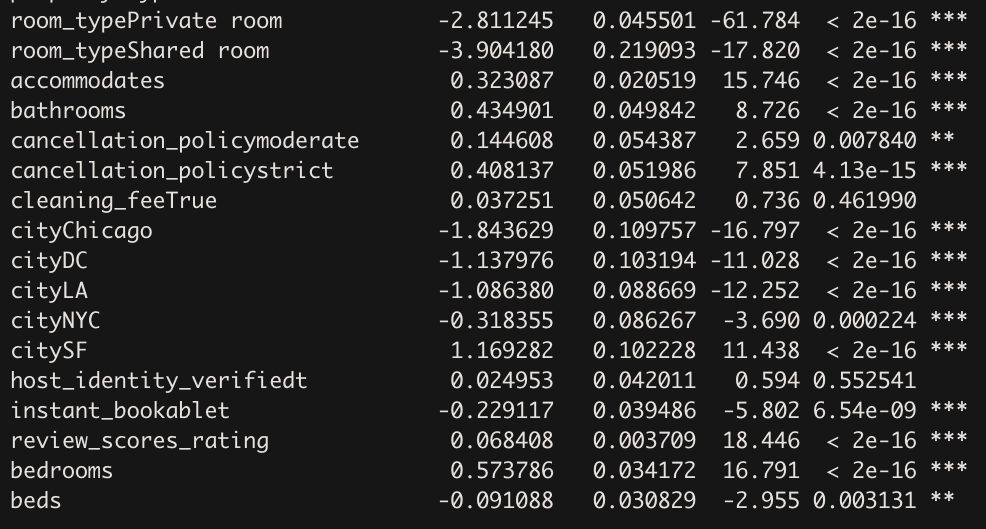 room_typePrivate room -2.811245 0.045501 -61.784 < 2e-16 ***
room_typeShared room -3.904180 0.219093 -17.820 < 2e-16 ***
accommodates 0.323087 0.020519 15.746 < 2e-16 ***
bathrooms 0.434901 0.049842 8.726 < 2e-16 ***
cancellation_policymoderate 0.144608 0.054387 2.659 0.007840 **
cancellation_policystrict 0.408137 0.051986 7.851 4.13e-15 ***
cleaning_feeTrue 0.037251 0.050642 0.736 0.461990
cityChicago -1.843629 0.109757 -16.797 < 2e-16 ***
cityDC -1.137976 0.103194 -11.028 < 2e-16 ***
cityLA -1.086380 0.088669 -12.252 < 2e-16 ***
cityNYC -0.318355 0.086267 -3.690 0.000224 ***
citySF 1.169282 0.102228 11.438 < 2e-16 ***
host_identity_verifiedt 0.024953 0.042011 0.594 0.552541
instant_bookablet -0.229117 0.039486 -5.802 6.54e-09 ***
review_scores_rating 0.068408 0.003709 18.446 < 2e-16 ***
bedrooms 0.573786 0.034172 16.791 < 2e-16 ***
beds -0.091088 0.030829 -2.955 0.003131 **